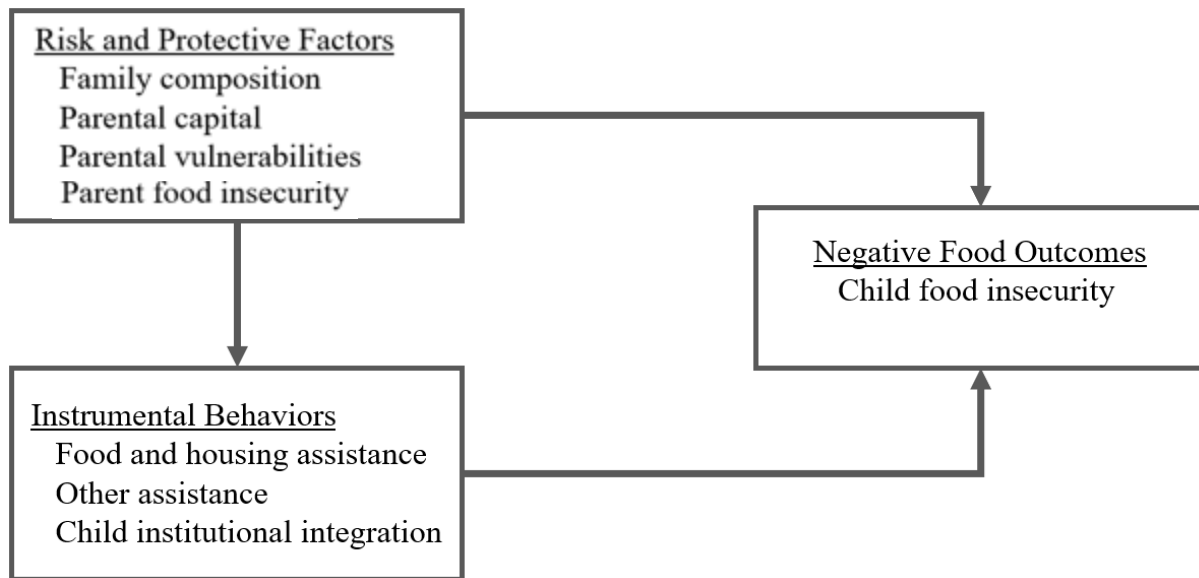 Risk and Protective Factors
Family composition
Parental capital
Parental vulnerabilities
Parent food insecurity
Negative Food Outcomes
Child food insecurity
Instrumental Behaviors
Food and housing assistance
Other assistance
Child institutional integration